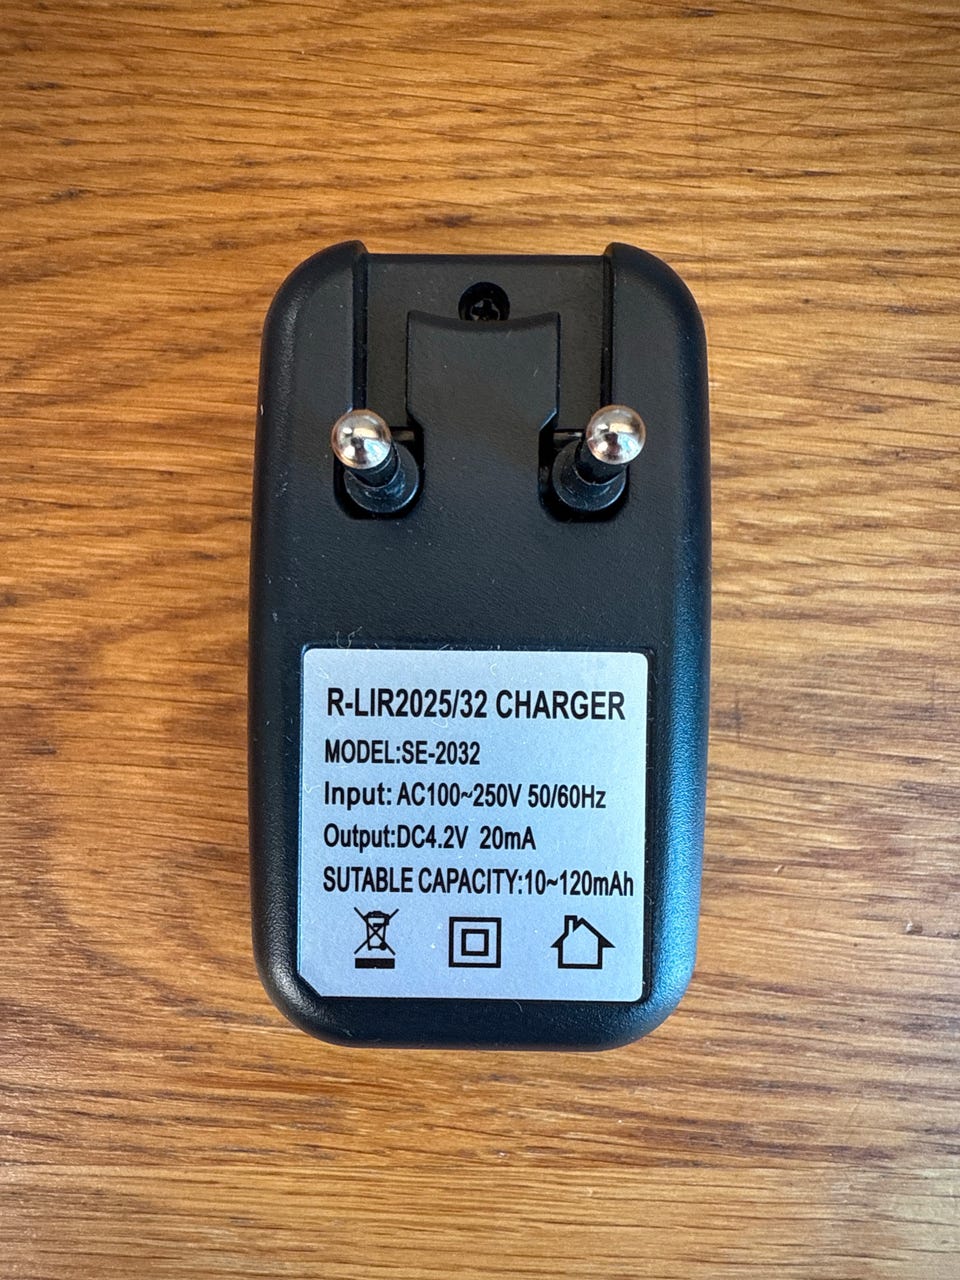 R-LIR2025/32 CHARGER
MODEL:SE-2032
Input: AC100~250V 50/60Hz
Output:DC4.2V 20mA
SUTABLE CAPACITY:10~120mAh